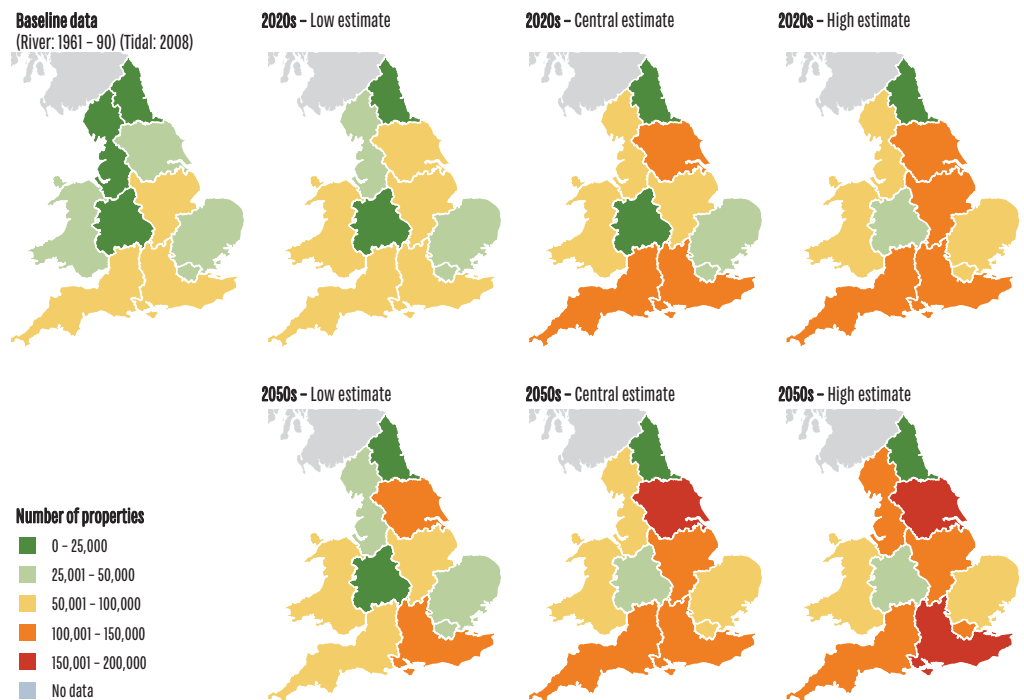 Baseline data
(River: 1961 – 90) (Tidal: 2008)
2020s – Low estimate
2020s – Central estimate
2020s – High estimate
2050s – Low estimate
2050s – Central estimate
2050s – High estimate
Number of properties
0 – 25,000
25,001 – 50,000
50,001 – 100,000
100,001 – 150,000
150,001 – 200,000
No data